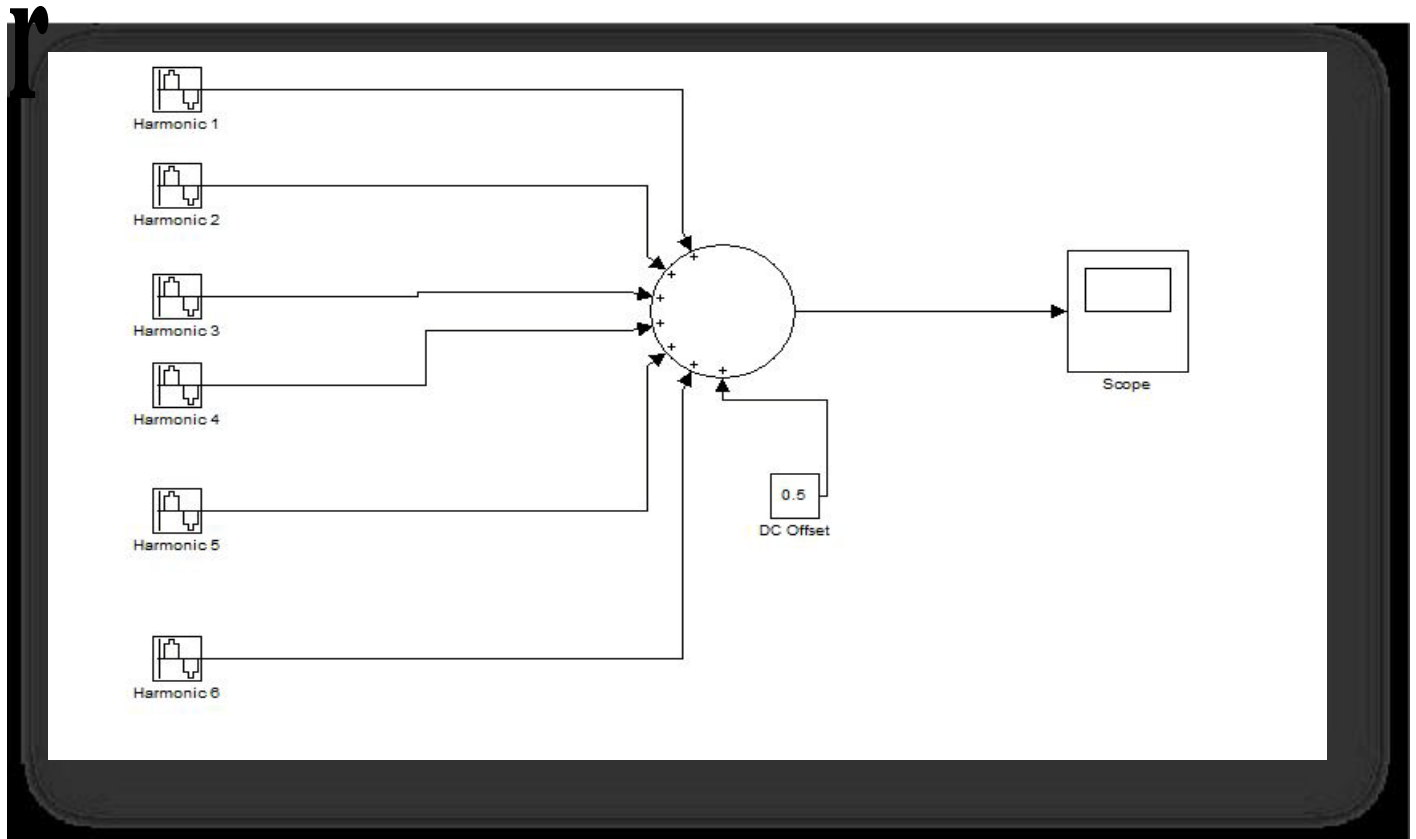 r
Harmonic 1
Harmonic 2
+
+
Harmonic 3
+
+
+
+
+
Scope
Harmonic 4
0.5
DC Offset
Harmonic 5
Harmonic 6